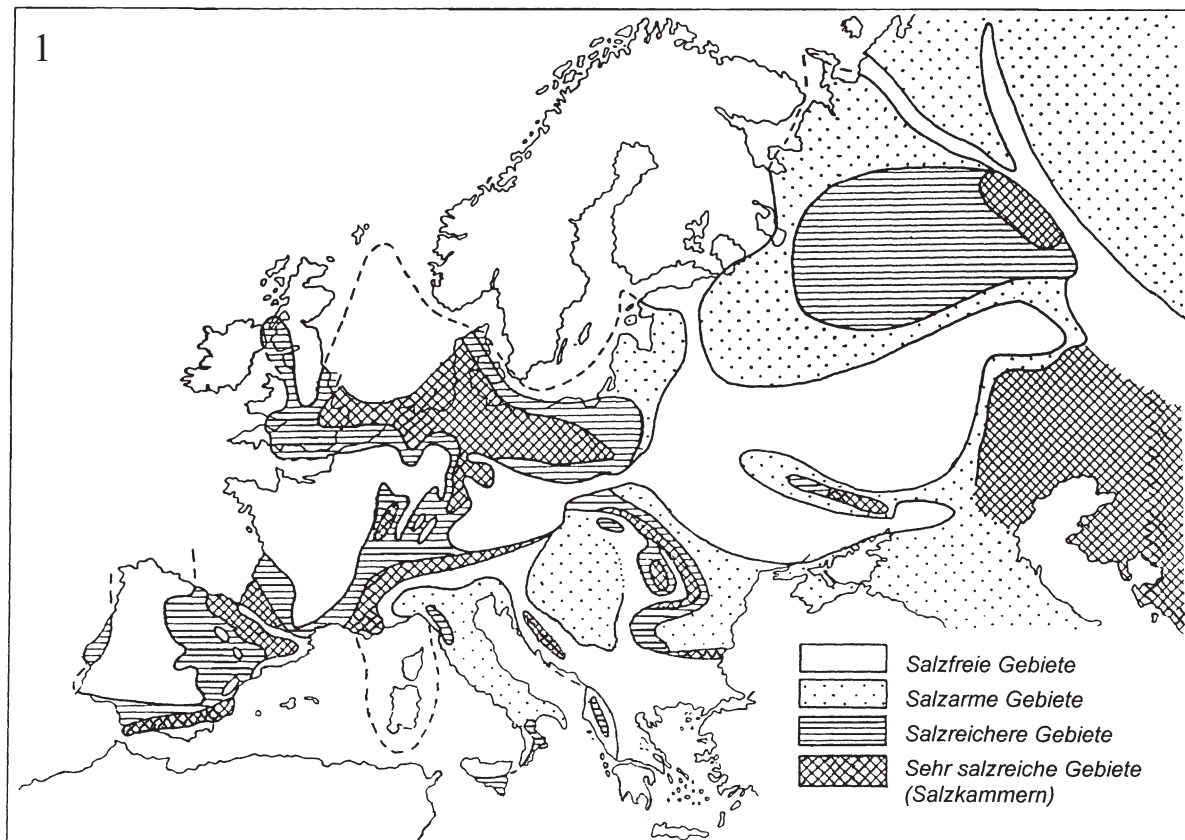 1
Salzfreie Gebiete
Salzarme Gebiete
Salzreichere Gebiete
Sehr salzreiche Gebiete
(Salzkammern)